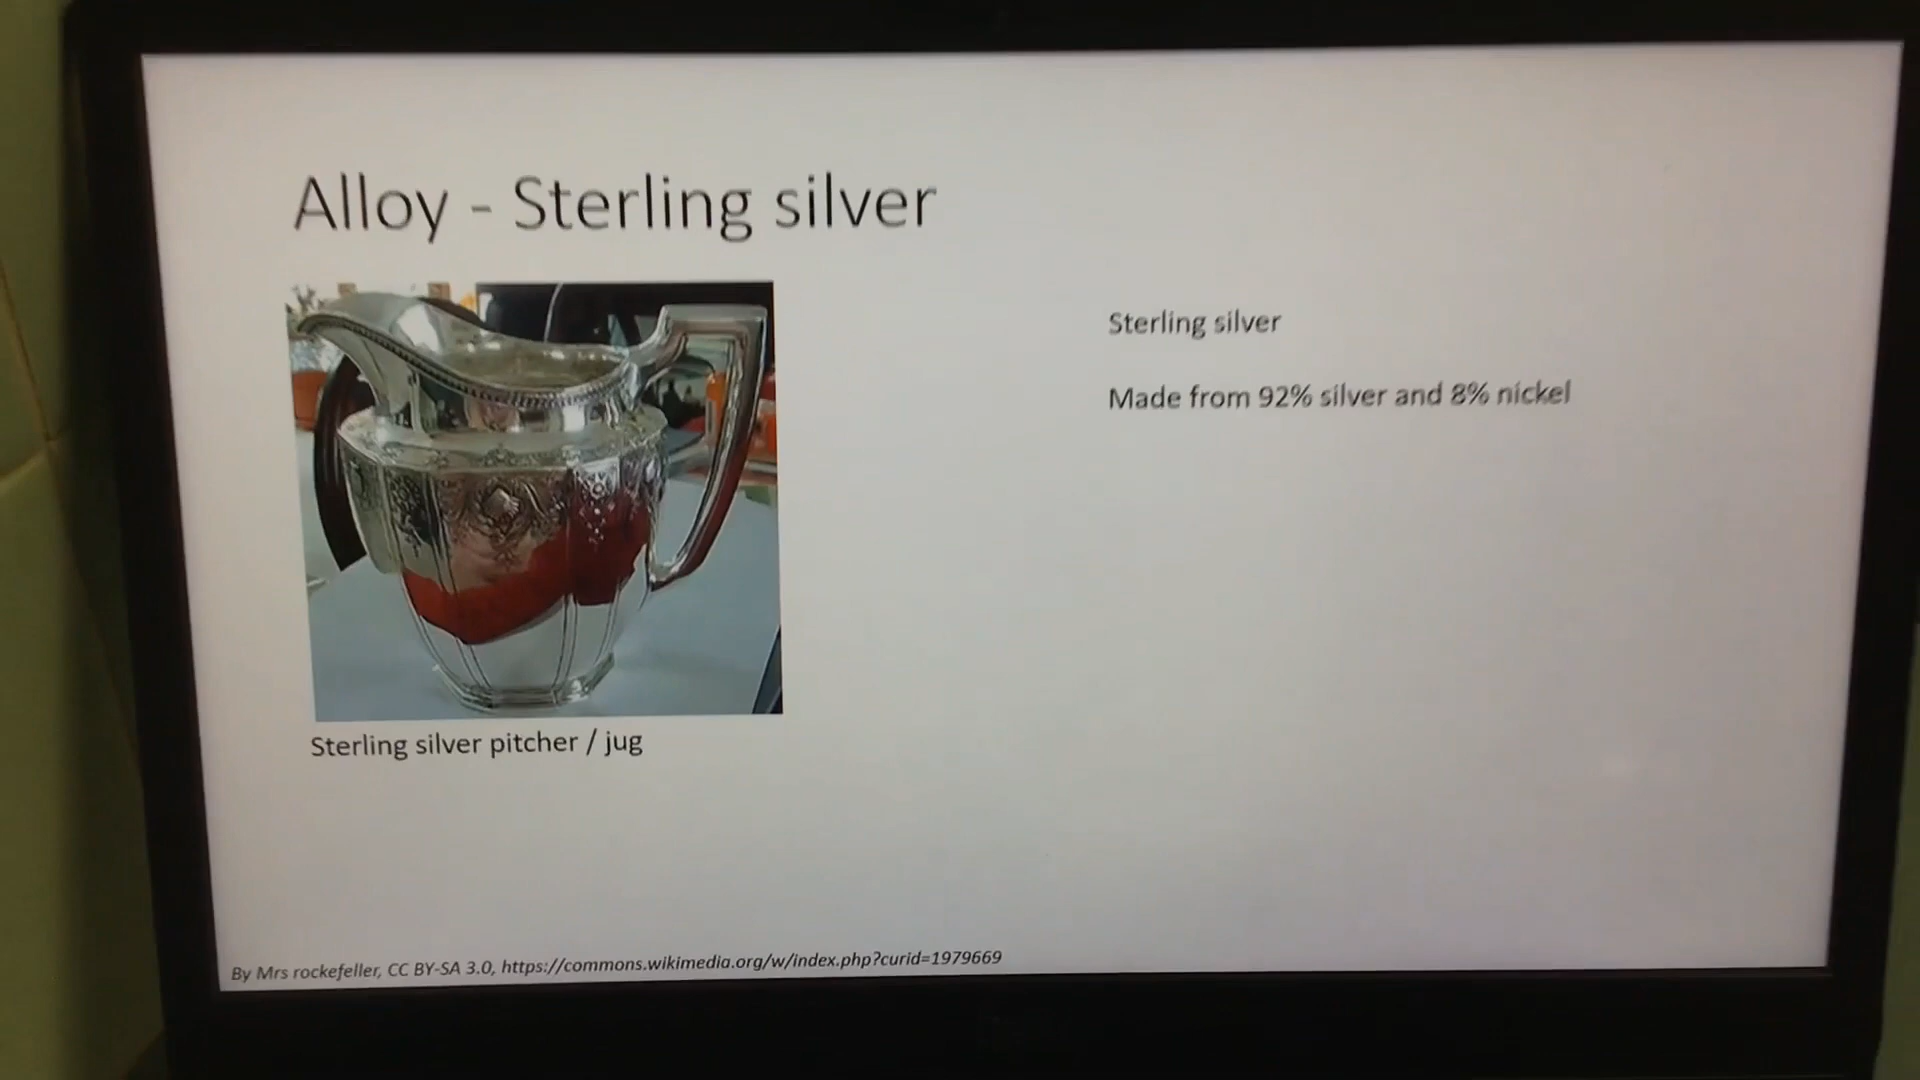 Alloy - Sterling silver
Sterling silver
Made from 92% silver and 8% nickel
Sterling silver pitcher / jug
By Mrs rockefeller, CC BY-SA 3.0, https://commons.wikimedia.org/w/index.php?curid=1979669